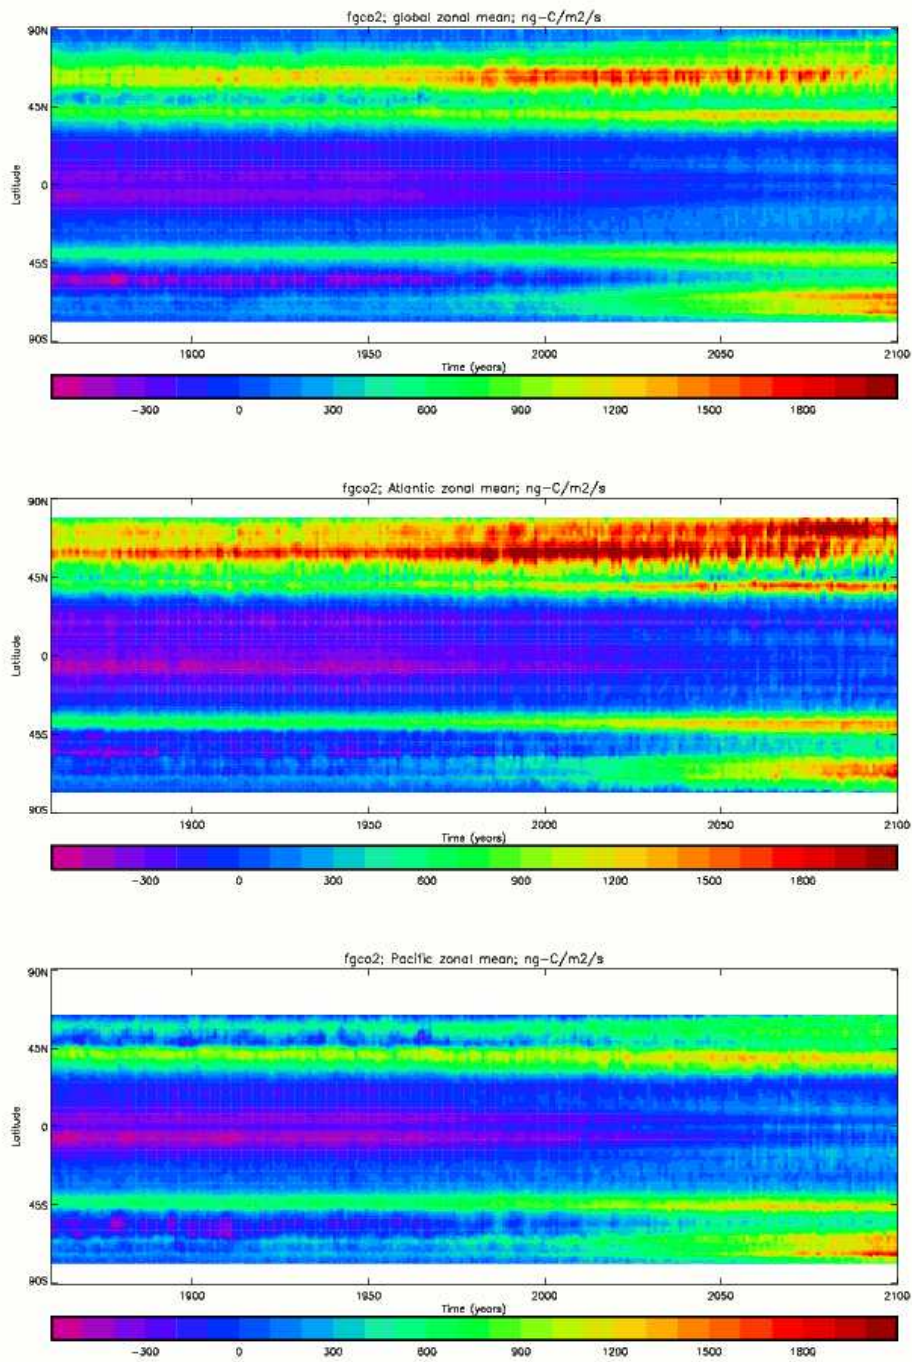 fgco2; global zonal mean; ng-C/m2/s
90N
45N
0
45S
90S
Latitude
1900 1950 2000 2050 2100
Time (years)
-300 0 300 600 900 1200 1500 1800
fgco2; Atlantic zonal mean; ng-C/m2/s
90N
45N
0
45S
90S
Latitude
1900 1950 2000 2050 2100
Time (years)
-300 0 300 600 900 1200 1500 1800
fgco2; Pacific zonal mean; ng-C/m2/s
90N
45N
0
45S
90S
Latitude
1900 1950 2000 2050 2100
Time (years)
-300 0 300 600 900 1200 1500 1800